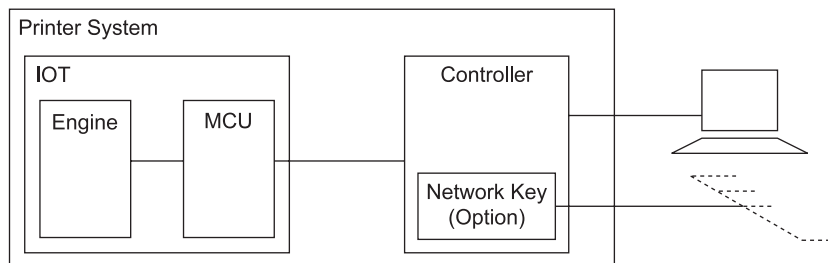 Printer System
IOT
Controller
Engine
MCU
Network Key
(Option)